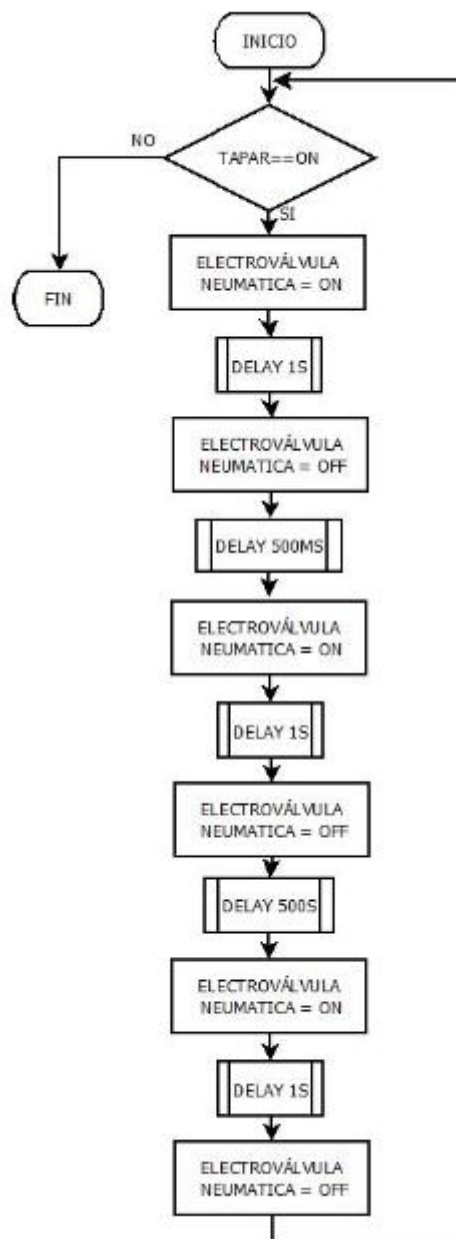 INICIO
NO
TAPAR==ON
SI
ELECTROVÁLVULA
NEUMATICA = ON
FIN
DELAY 1S
ELECTROVÁLVULA
NEUMATICA = OFF
DELAY 500MS
ELECTROVÁLVULA
NEUMATICA = ON
DELAY 1S
ELECTROVÁLVULA
NEUMATICA = OFF
DELAY 500S
ELECTROVÁLVULA
NEUMATICA = ON
DELAY 1S
ELECTROVÁLVULA
NEUMATICA = OFF